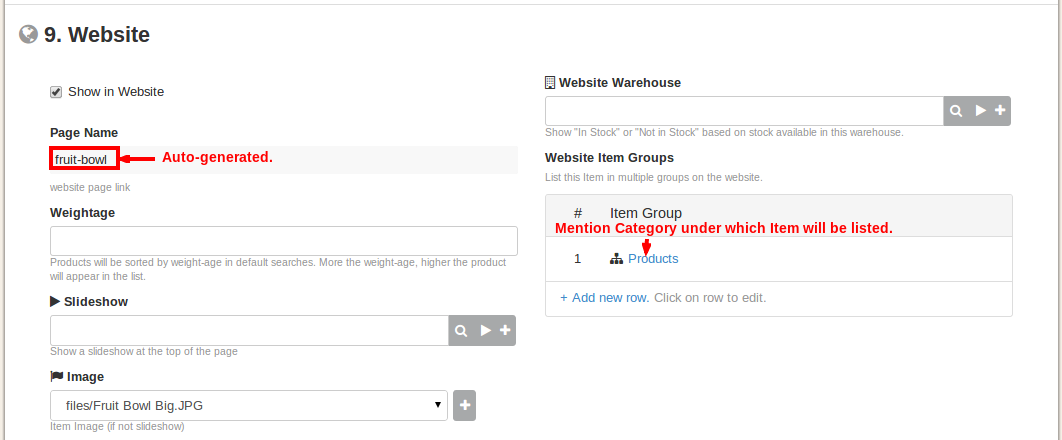 9. Website
Show in Website
Page Name
fruit-bowl
Auto-generated.
website page link
Weightage
Products will be sorted by weight-age in default searches. More the weight-age, higher the product
will appear in the list.
Slideshow
Show a slideshow at the top of the page
Image
files/Fruit Bowl Big.JPG
Item Image (if not slideshow)
Website Warehouse
Show "In Stock" or "Not in Stock" based on stock available in this warehouse.
Website Item Groups
List this Item in multiple groups on the website.
# Item Group
Mention Category under which Item will be listed.
1 Products
+ Add new row. Click on row to edit.